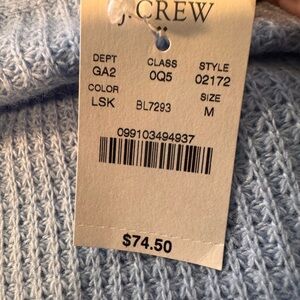 J.CREW
DEPT CLASS STYLE
GA2 0Q5 02172
COLOR SIZE
LSK BL7293 M
099103494937
$74.50